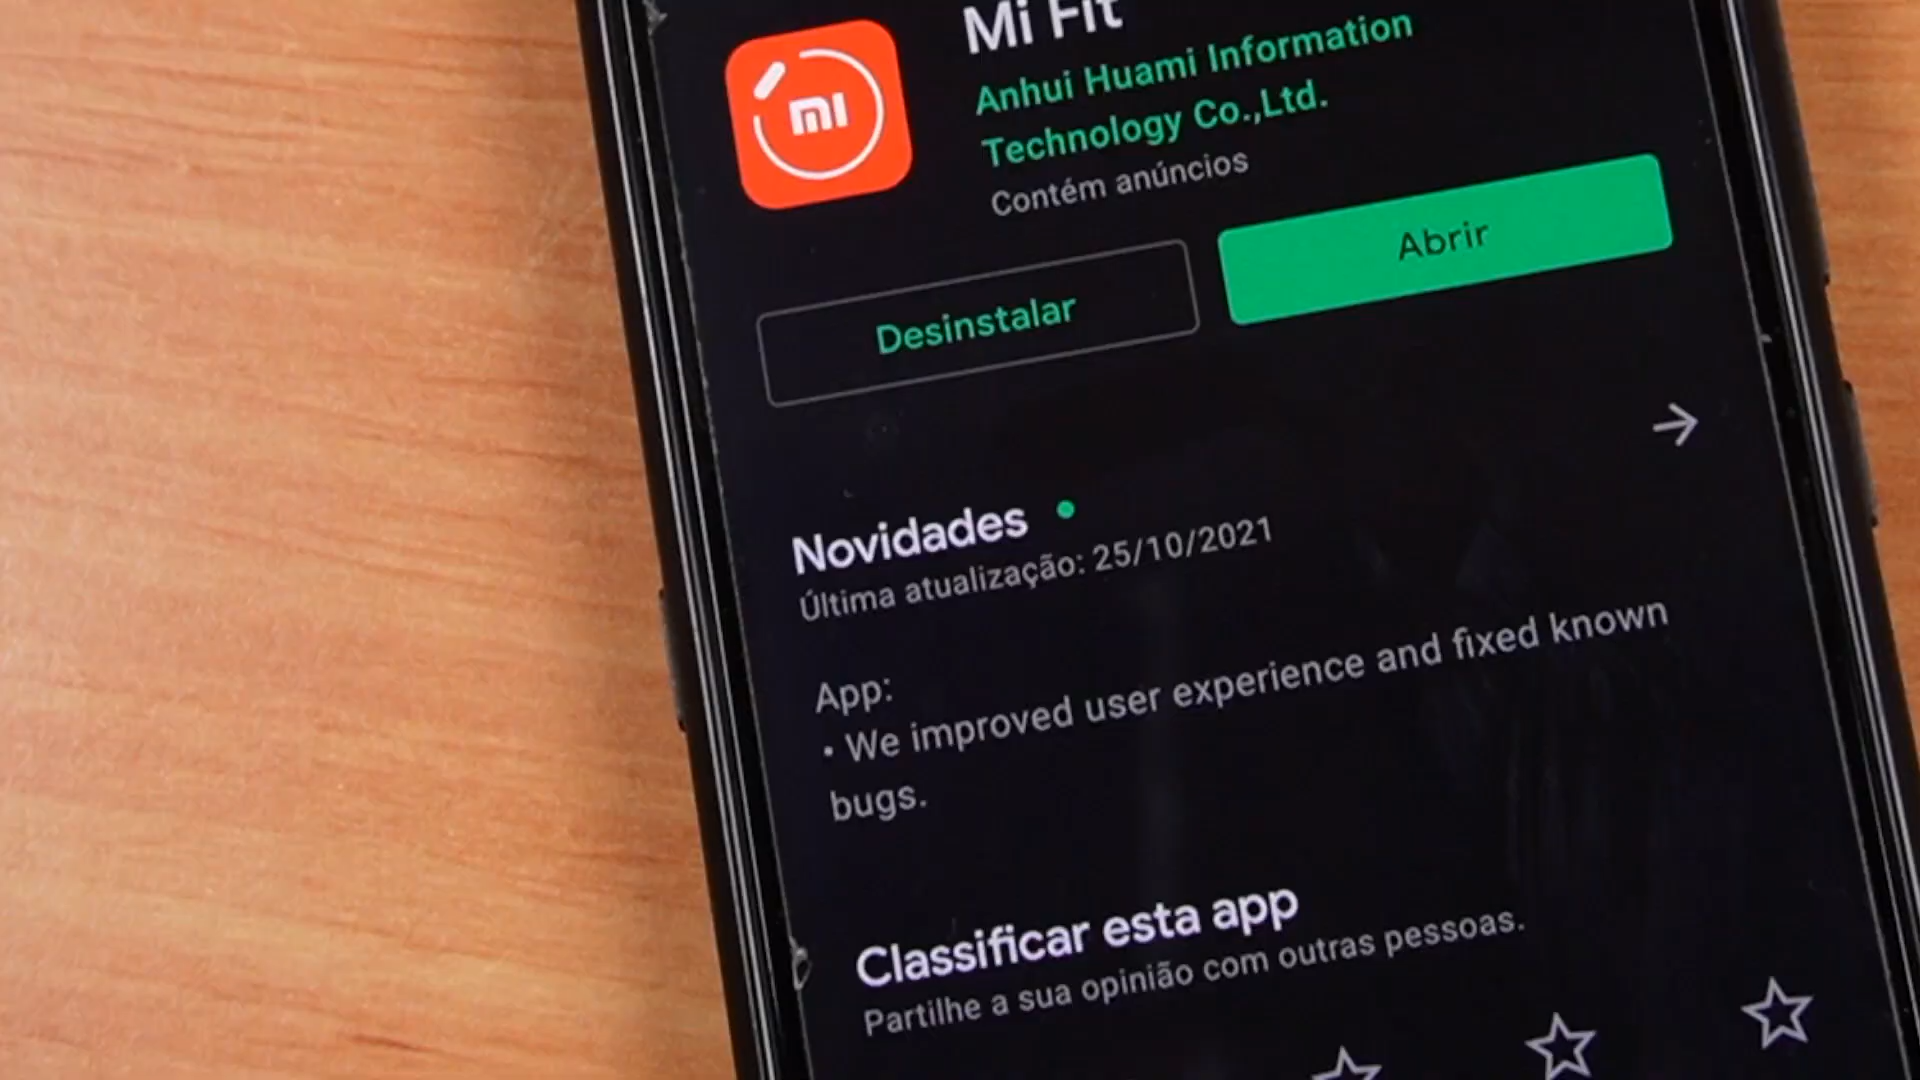 Mi Fit
mi
Anhui Huami Information
Technology Co.,Ltd.
Contém anúncios
Desinstalar
Abrir
Novidades
Última atualização: 25/10/2021
App:
• We improved user experience and fixed known
bugs.
Classificar esta app
Partilhe a sua opinião com outras pessoas.